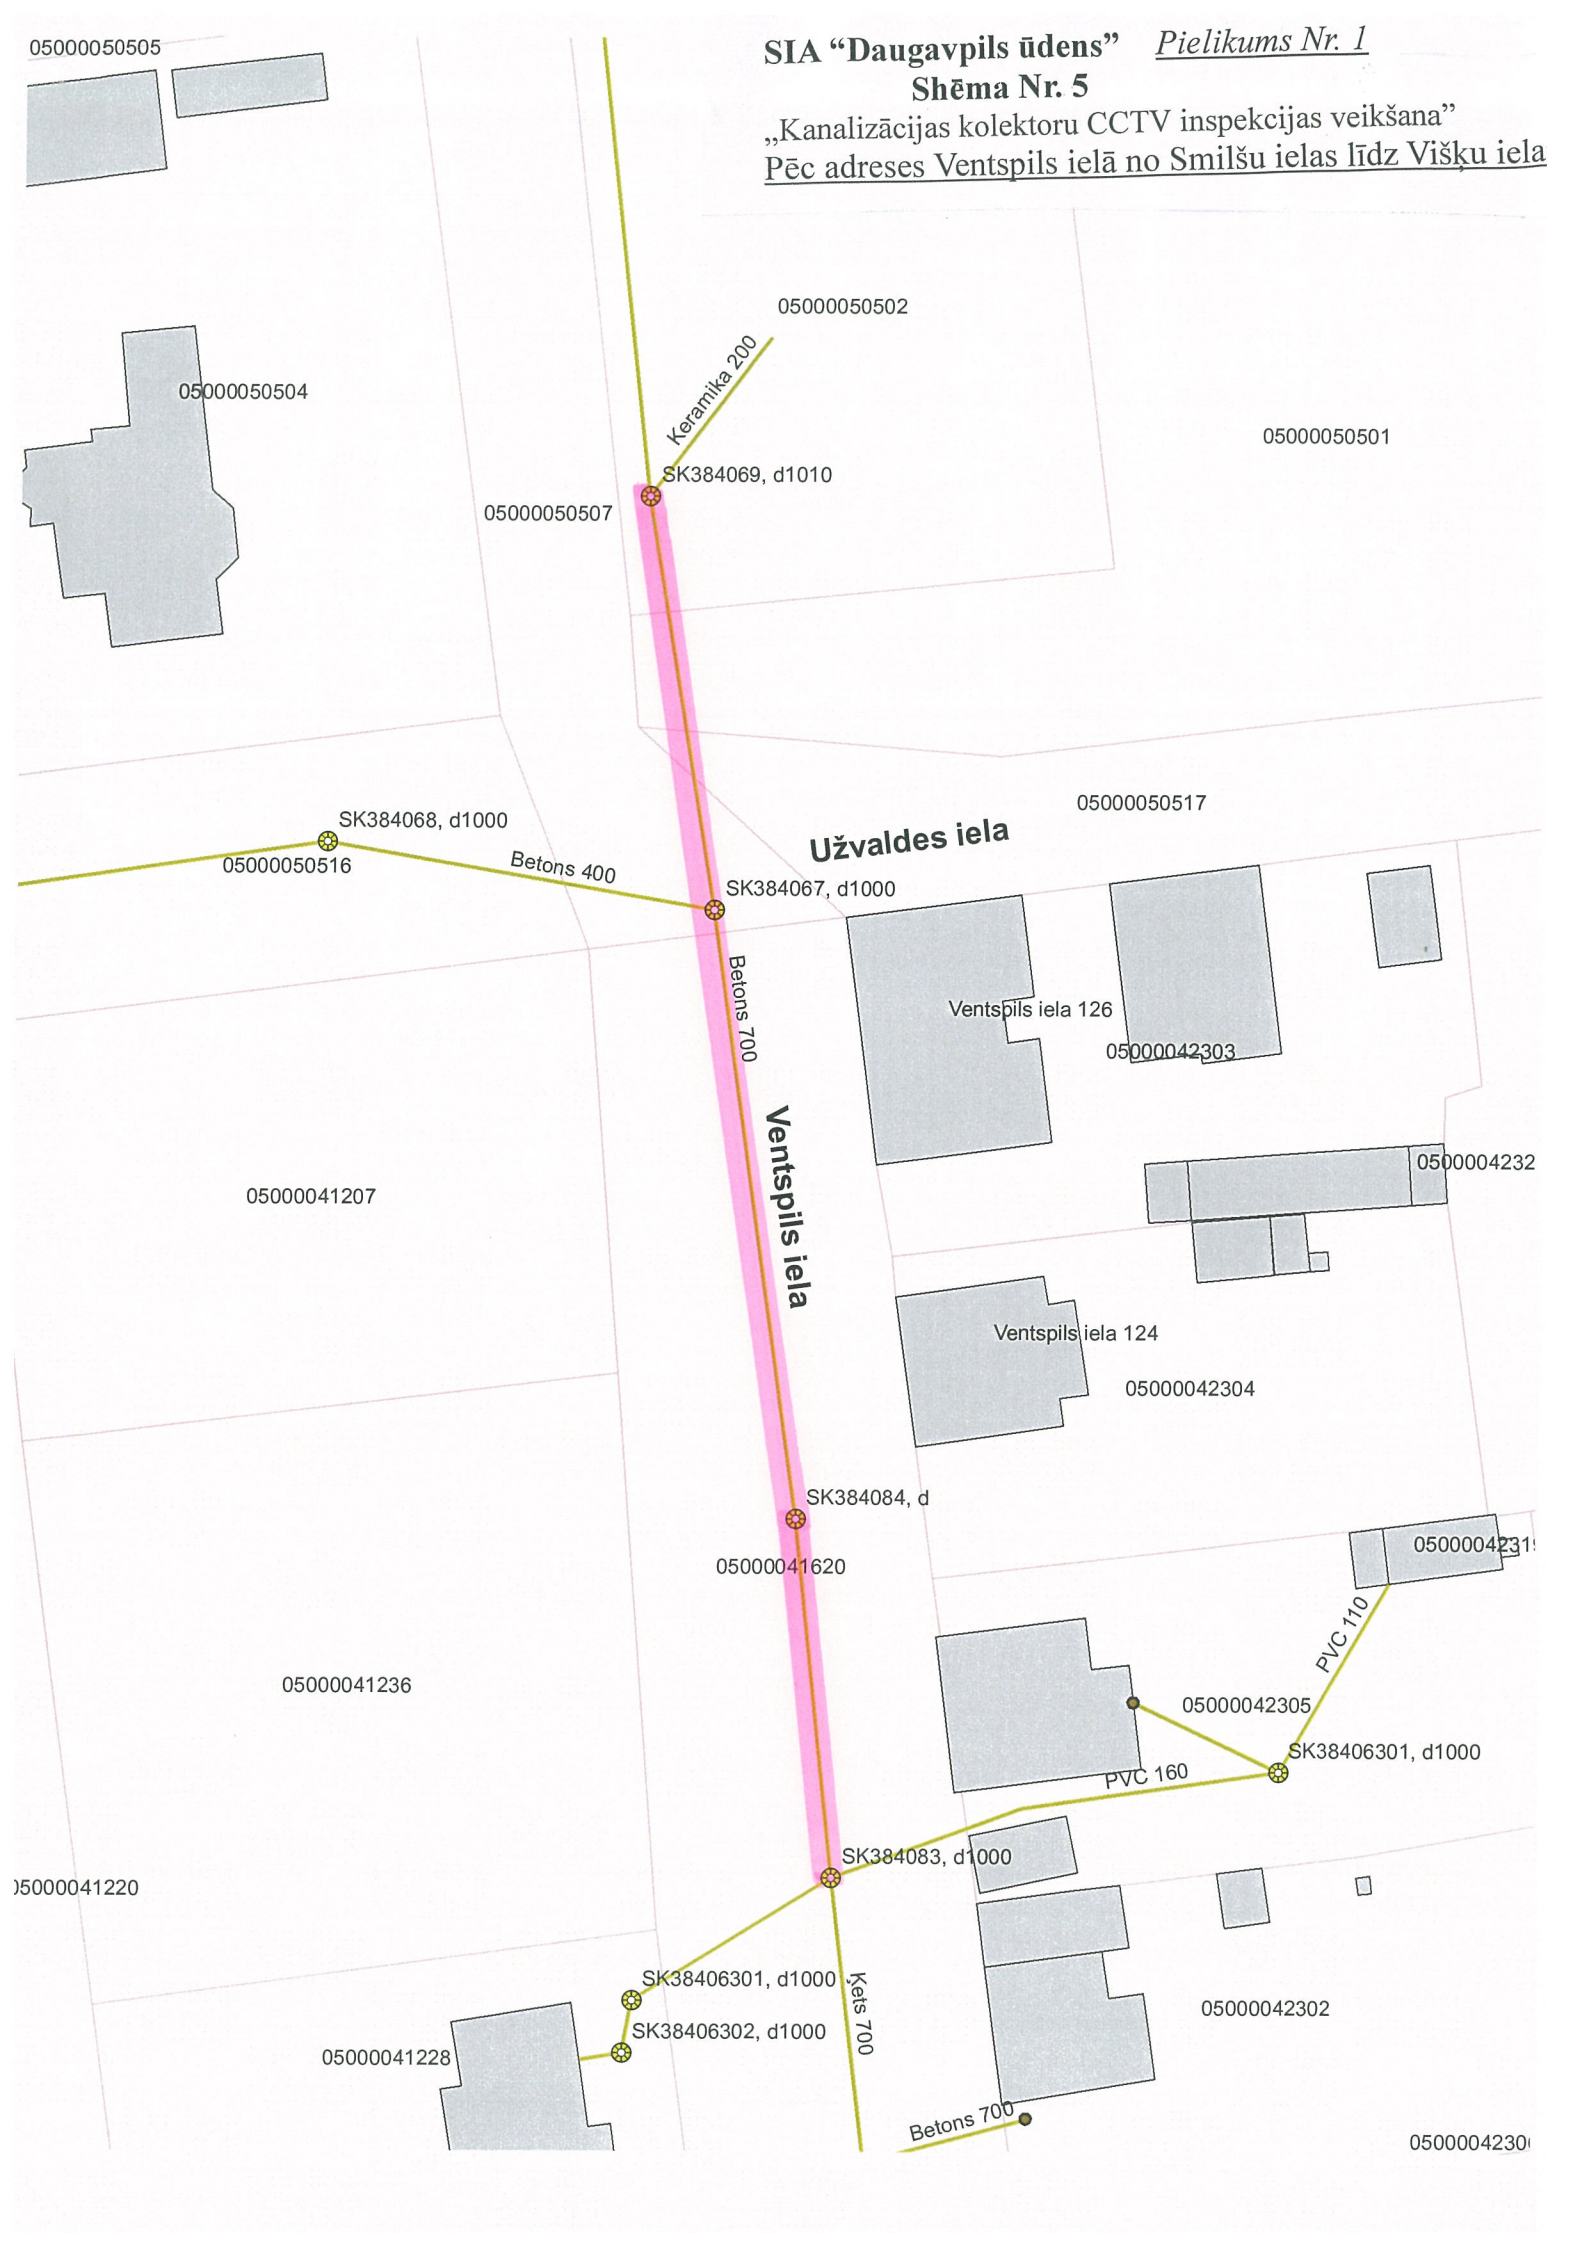 SIA “Daugavpils ūdens” Pielikums Nr. 1
Shēma Nr. 5
„Kanalizācijas kolektoru CCTV inspekcijas veikšana”
Pēc adreses Ventspils ielā no Smilšu ielas līdz Višķu iela
05000050505
05000050502
Keramika 200
05000050504
05000050501
SK384069, d1010
05000050507
05000050517
SK384068, d1000
Užvaldes iela
05000050516
Betons 400
SK384067, d1000
Betons 700
Ventspils iela 126
05000042303
Ventspils iela
0500004232
05000041207
Ventspils iela 124
05000042304
SK384084, d
0500004231
05000041620
PVC 110
05000041236
05000042305
SK38406301, d1000
PVC 160
SK384083, d1000
05000041220
SK38406301, d1000
Kets 700
05000042302
SK38406302, d1000
05000041228
Betons 700
0500004230